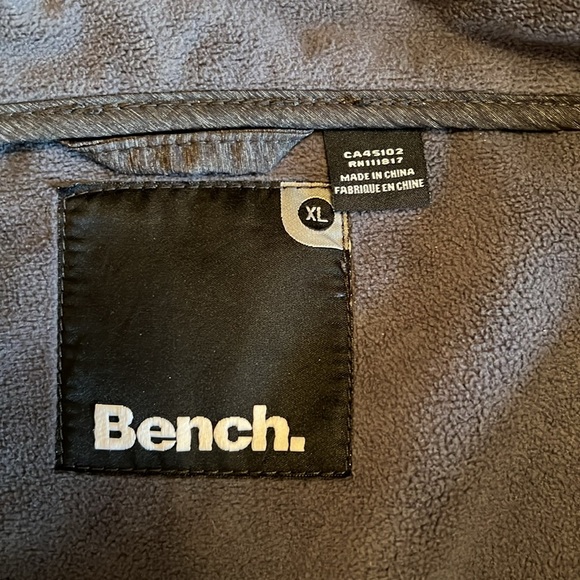 CA45102
RN111817
MADE IN CHINA
FABRIQUE EN CHINE
XL
Bench.